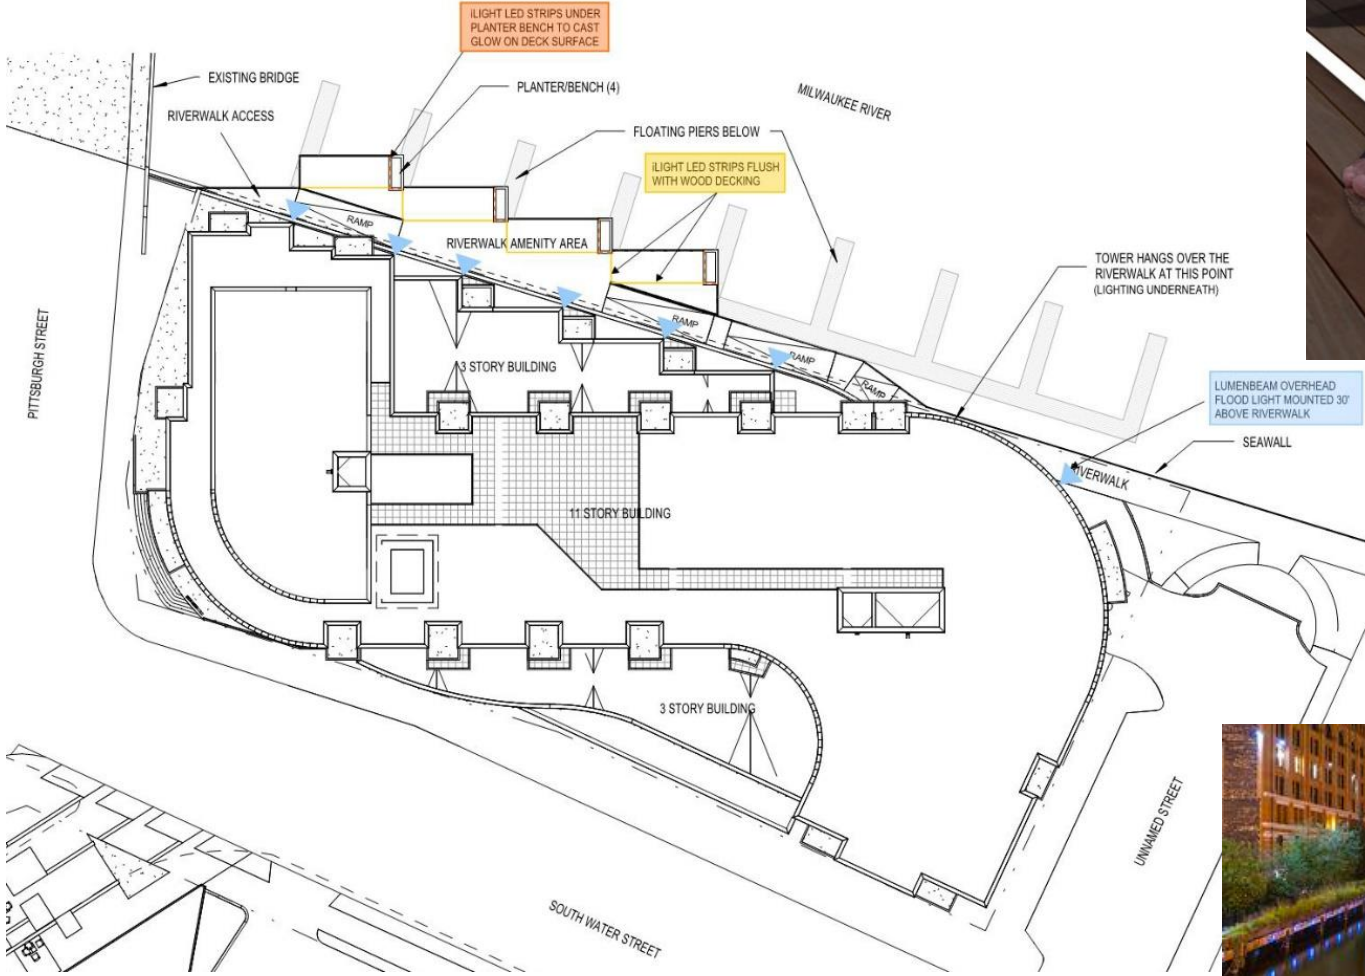 iLIGHT LED STRIPS UNDER
PLANTER BENCH TO CAST
GLOW ON DECK SURFACE
EXISTING BRIDGE
PLANTER/BENCH (4)
MILWAUKEE RIVER
RIVERWALK ACCESS
FLOATING PIERS BELOW
iLIGHT LED STRIPS FLUSH
WITH WOOD DECKING
RAMP
RIVERWALK AMENITY AREA
TOWER HANGS OVER THE
RIVERWALK AT THIS POINT
(LIGHTING UNDERNEATH)
RAMP
RAMP
RAMP
PITTSBURGH STREET
3 STORY BUILDING
LUMENBEAM OVERHEAD
FLOOD LIGHT MOUNTED 30'
ABOVE RIVERWALK
SEAWALL
RIVERWALK
11 STORY BUILDING
3 STORY BUILDING
UNNAMED STREET
SOUTH WATER STREET